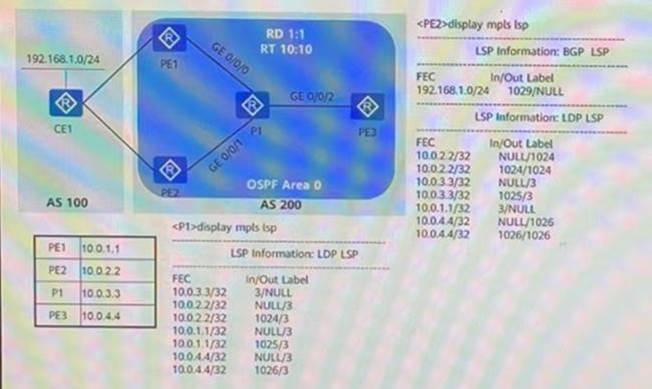 192.168.1.0/24
CE1
AS 100
RD 1:1
RT 10:10
PE1
GE 0/0/0
P1
GE 0/0/2
PE3
GE 0/0/1
PE2
OSPF Area 0
AS 200
PE1 10.0.1.1
PE2 10.0.2.2
P1 10.0.3.3
PE3 10.0.4.4
<P1>display mpls lsp
LSP Information: LDP LSP
FEC In/Out Label
10.0.3.3/32 3/NULL
10.0.2.2/32 NULL/3
10.0.2.2/32 1024/3
10.0.1.1/32 NULL/3
10.0.1.1/32 1025/3
10.0.4.4/32 NULL/3
10.0.4.4/32 1026/3
<PE2>display mpls lsp
LSP Information: BGP LSP
FEC In/Out Label
192.168.1.0/24 1029/NULL
LSP Information: LDP LSP
FEC In/Out Label
10.0.2.2/32 NULL/1024
10.0.2.2/32 1024/1024
10.0.3.3/32 NULL/3
10.0.3.3/32 1025/3
10.0.1.1/32 3/NULL
10.0.4.4/32 NULL/1026
10.0.4.4/32 1026/1026